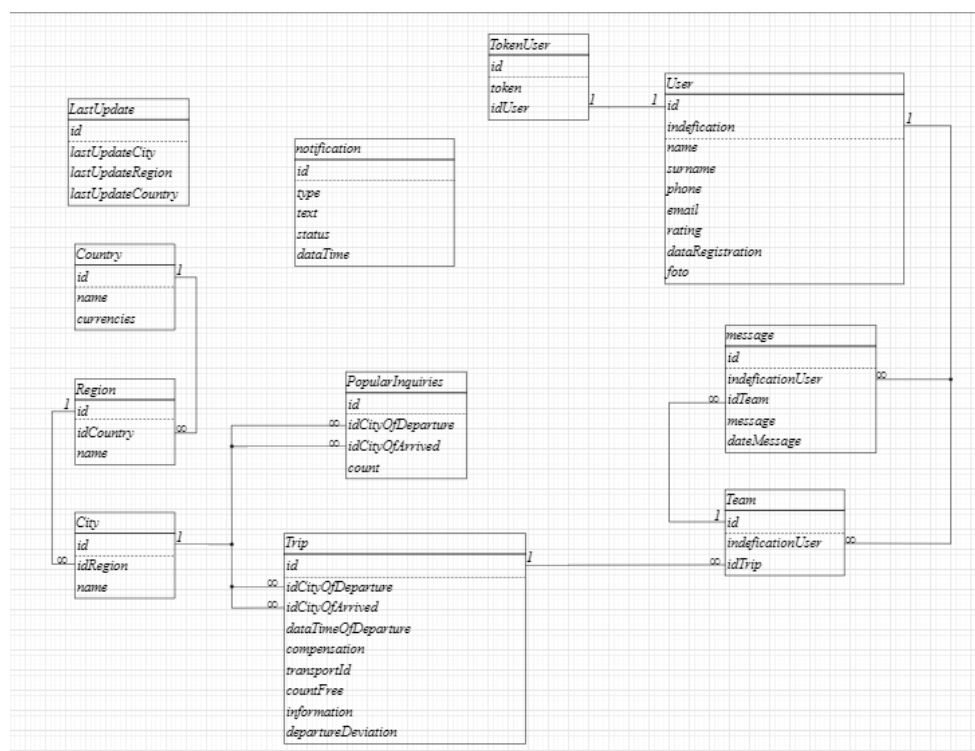 TokenUser
id
token
idUser
1
1
User
id
indefication
name
surname
phone
email
rating
dataRegistration
foto
1
LastUpdate
id
lastUpdateCity
lastUpdateRegion
lastUpdateCountry
notification
id
type
text
status
dataTime
Country
id
name
currencies
1
Region
id
idCountry
name
1
∞
City
id
idRegion
name
1
∞
PopularInquiries
id
∞ idCityOfDeparture
∞ idCityOfArrived
count
message
id
indeficationUser
∞
∞ idTeam
message
dateMessage
Team
1 id
indeficationUser
∞
∞ idTrip
Trip
id
1
∞ idCityOfDeparture
∞ idCityOfArrived
dataTimeOfDeparture
compensation
transportId
countFree
information
departureDeviation